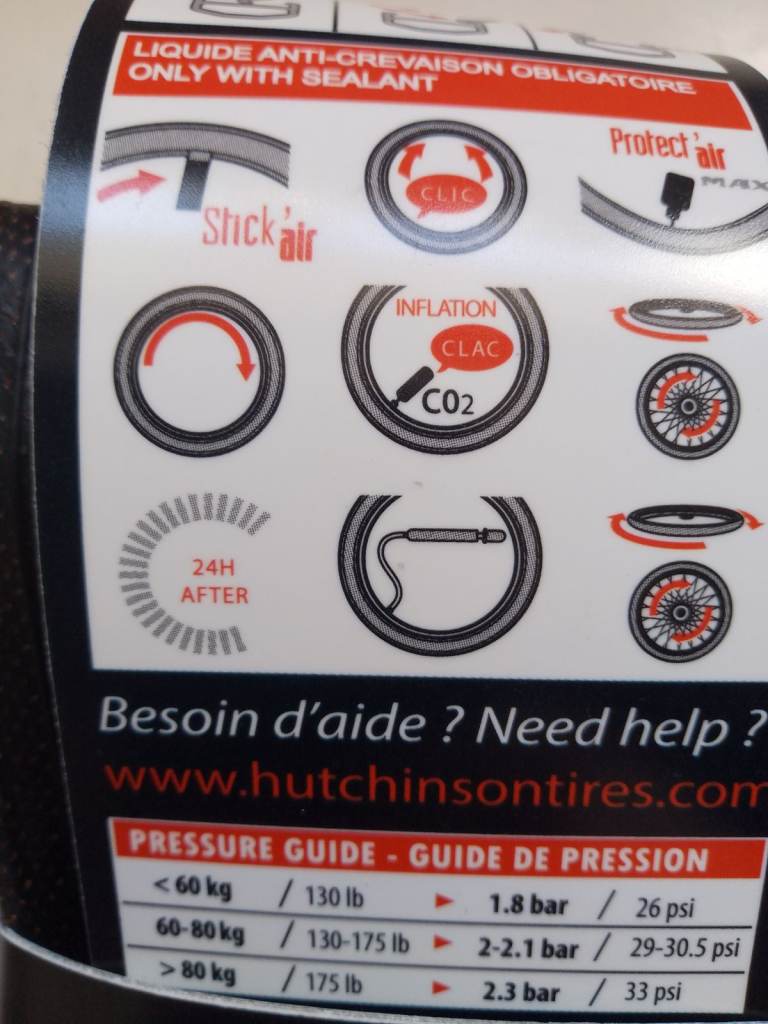 LIQUIDE ANTI-CREVAISON OBLIGATOIRE
ONLY WITH SEALANT
Stick'air
CLIC
Protect'air
MAX
INFLATION
CLAC
CO2
24H
AFTER
Besoin d'aide ? Need help ?
www.hutchinsontires.com
PRESSURE GUIDE - GUIDE DE PRESSION
< 60 kg / 130 lb ► 1.8 bar / 26 psi
60-80 kg / 130-175 lb ► 2-2.1 bar / 29-30.5 psi
> 80 kg / 175 lb ► 2.3 bar / 33 psi